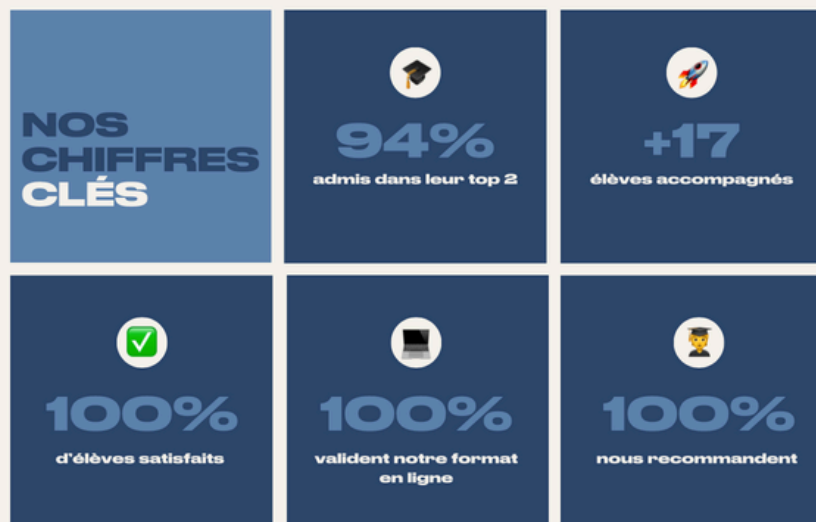 NOS
CHIFFRES
CLÉS
94%
admis dans leur top 2
+17
élèves accompagnés
100%
d'élèves satisfaits
100%
valident notre format
en ligne
100%
nous recommandent